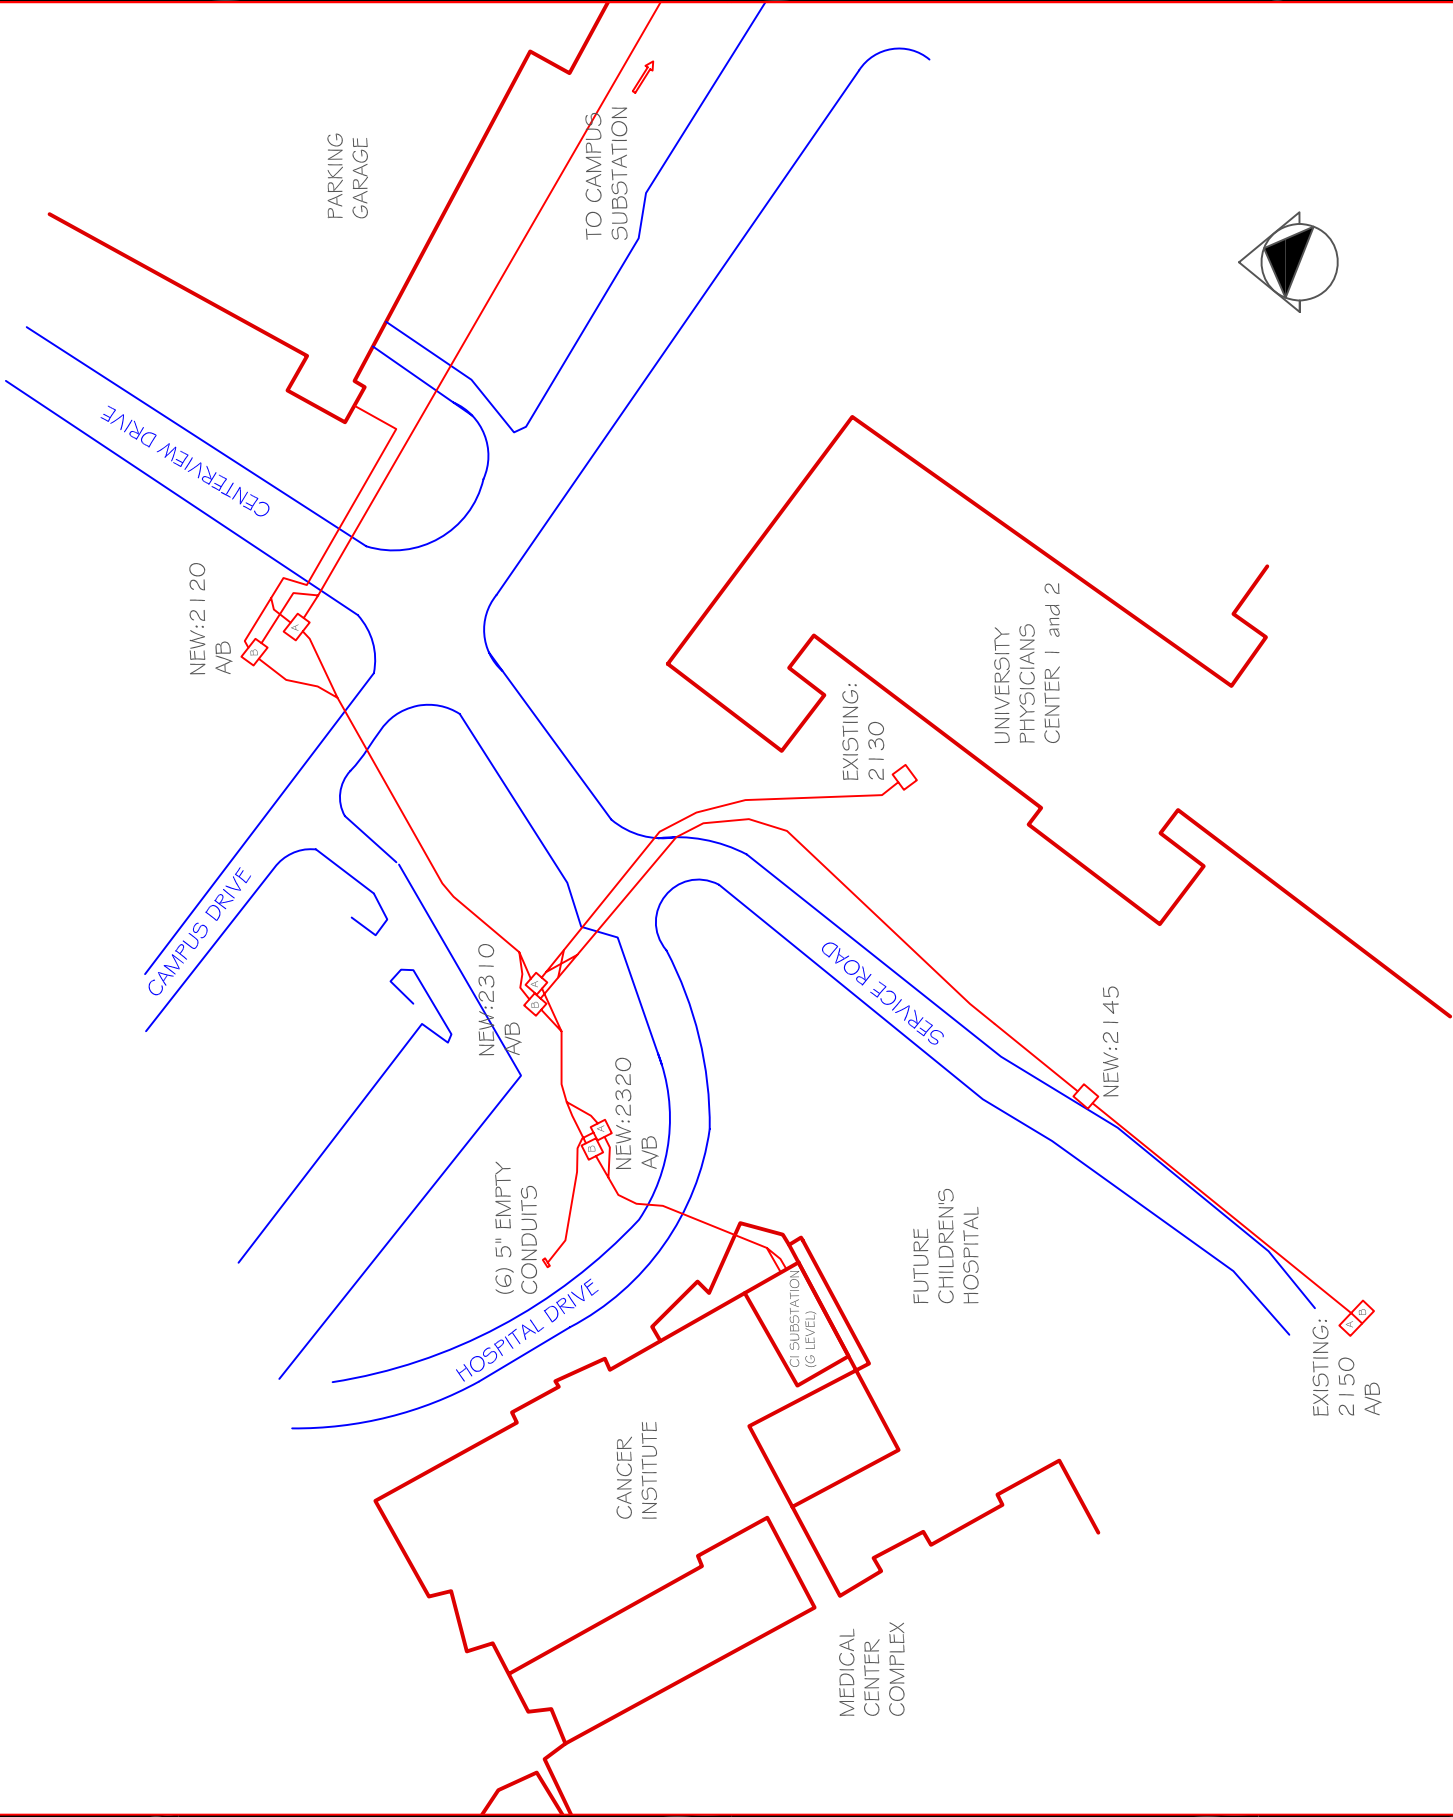 PARKING
GARAGE
TO CAMPUS
SUBSTATION
CENTERVIEW DRIVE
NEW:2120
A/B
A
B
UNIVERSITY
PHYSICIANS
CENTER 1 and 2
EXISTING:
2130
CAMPUS DRIVE
NEW:2310
A/B
A
B
SERVICE ROAD
NEW:2145
NEW:2320
A/B
A
B
(6) 5" EMPTY
CONDUITS
HOSPITAL DRIVE
FUTURE
CHILDREN'S
HOSPITAL
CI SUBSTATION
(G LEVEL)
EXISTING:
2150
A/B
A
B
CANCER
INSTITUTE
MEDICAL
CENTER
COMPLEX